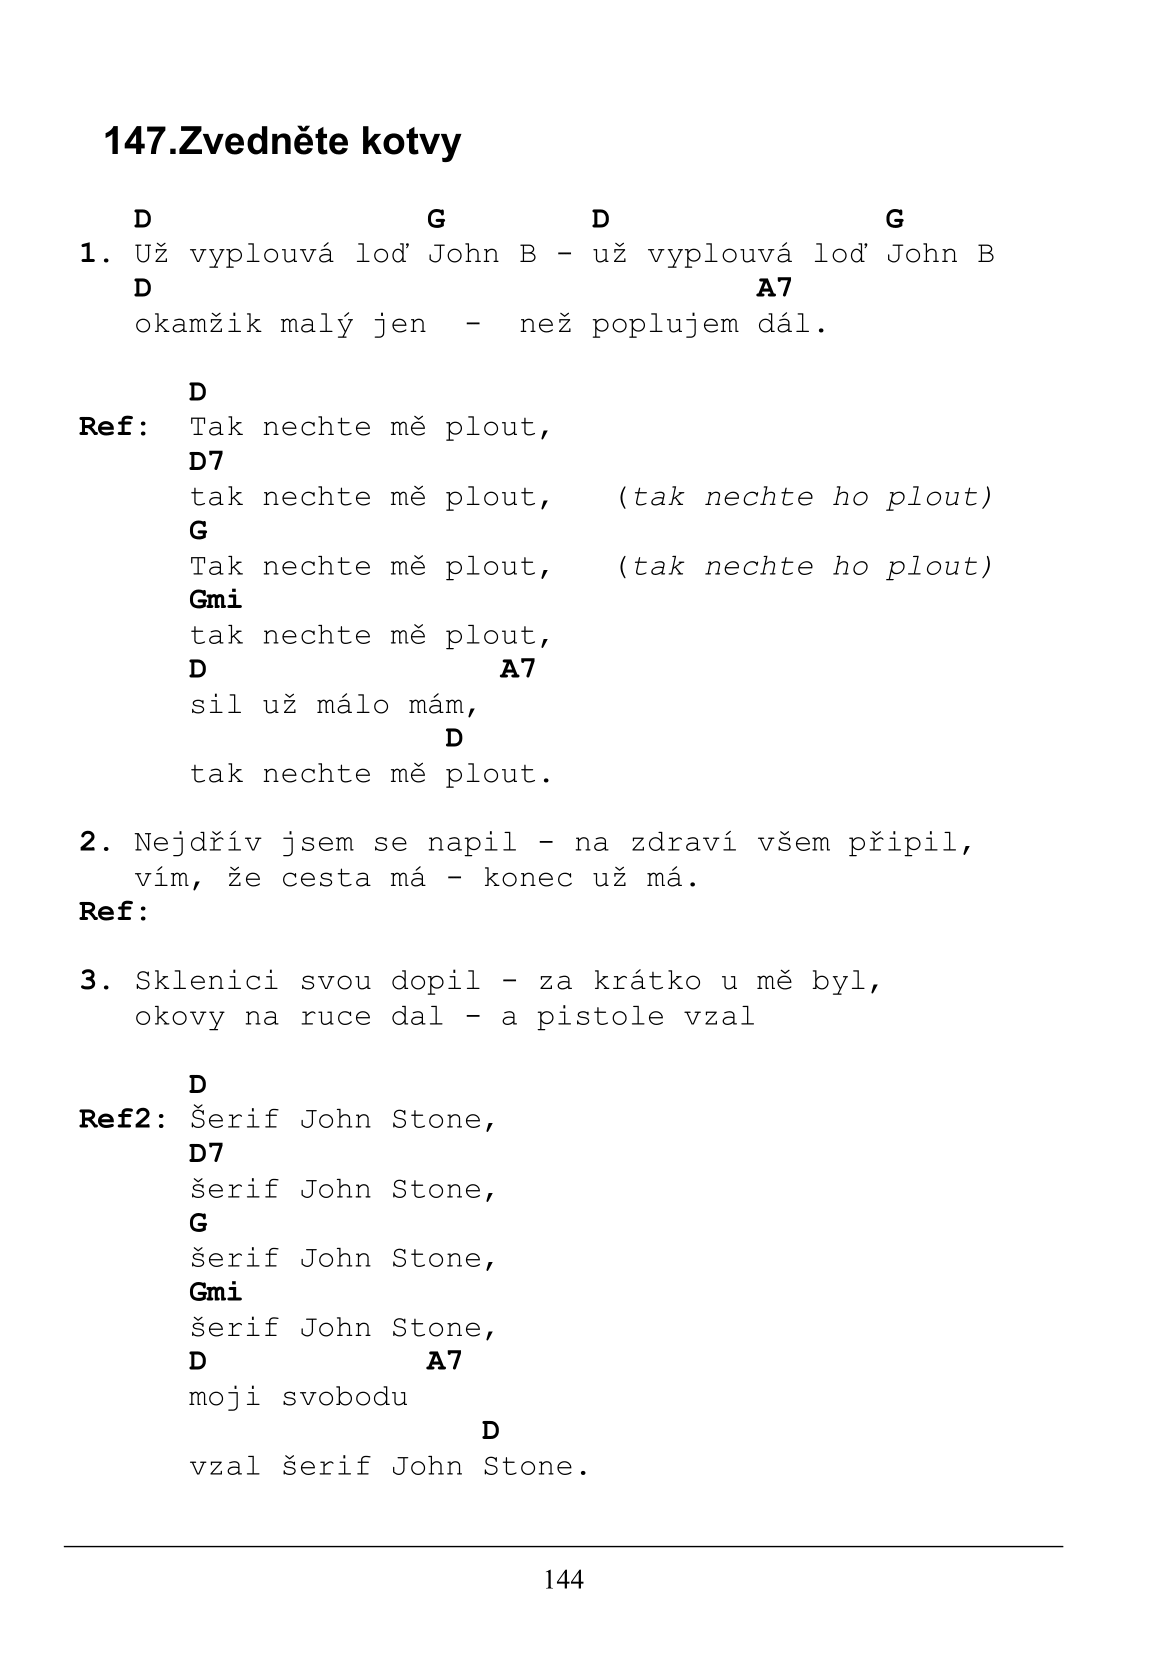 147.Zvedněte kotvy
D G D G
1. Už vyplouvá loď John B - už vyplouvá loď John B
D A7
okamžik malý jen - než poplujem dál.
D
Ref: Tak nechte mě plout,
D7
tak nechte mě plout, (tak nechte ho plout)
G
Tak nechte mě plout, (tak nechte ho plout)
Gmi
tak nechte mě plout,
D A7
sil už málo mám,
D
tak nechte mě plout.
2. Nejdřív jsem se napil - na zdraví všem připil,
vím, že cesta má - konec už má.
Ref:
3. Sklenici svou dopil - za krátko u mě byl,
okovy na ruce dal - a pistole vzal
D
Ref2: Šerif John Stone,
D7
šerif John Stone,
G
šerif John Stone,
Gmi
šerif John Stone,
D A7
moji svobodu
D
vzal šerif John Stone.
144